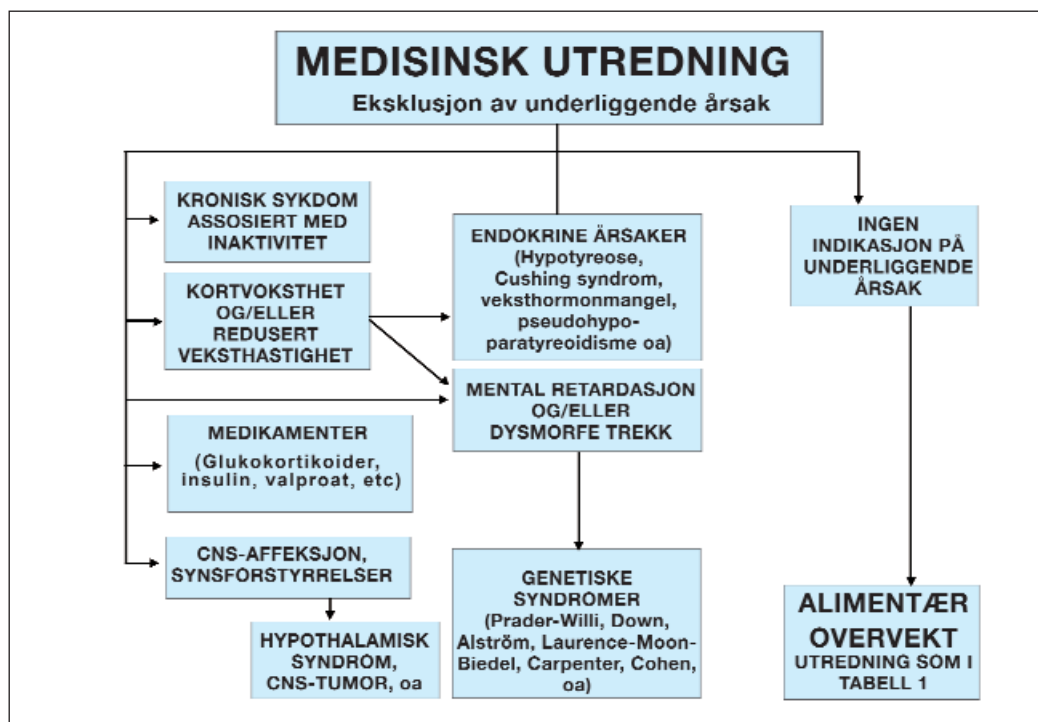 MEDISINSK UTREDNING
Eksklusjon av underliggende årsak
KRONISK SYKDOM
ASSOSIERT MED
INAKTIVITET
KORTVOKSTHET
OG/ELLER
REDUSERT
VEKSTHASTIGHET
MEDIKAMENTER
(Glukokortikoider,
insulin, valproat, etc)
CNS-AFFEKSJON,
SYNSFORSTYRRELSER
HYPOTHALAMISK
SYNDROM,
CNS-TUMOR, oa
ENDOKRINE ÅRSAKER
(Hypotyreose,
Cushing syndrom,
veksthormonmangel,
pseudohypo-
paratyreoidisme oa)
MENTAL RETARDASJON
OG/ELLER
DYSMORFE TREKK
GENETISKE
SYNDROMER
(Prader-Willi, Down,
Alström, Laurence-Moon-
Biedel, Carpenter, Cohen,
oa)
INGEN
INDIKASJON PÅ
UNDERLIGGENDE
ÅRSAK
ALIMENTÆR
OVERVEKT
UTREDNING SOM I
TABELL 1